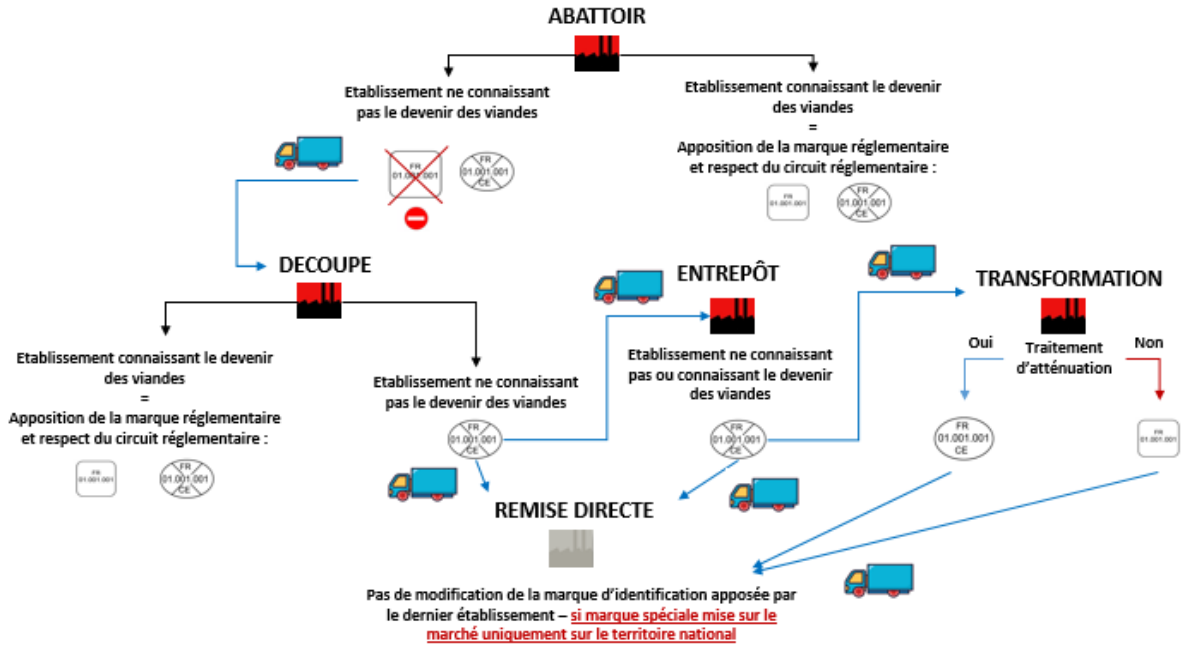 ABATTOIR
Etablissement ne connaissant
pas le devenir des viandes
FR
01.001.001
FR
01.001.001
CE
Etablissement connaissant le devenir
des viandes
=
Apposition de la marque réglementaire
et respect du circuit réglementaire :
FR
01.001.001
FR
01.001.001
CE
DECOUPE
Etablissement connaissant le devenir
des viandes
=
Apposition de la marque réglementaire
et respect du circuit réglementaire :
FR
01.001.001
FR
01.001.001
CE
Etablissement ne connaissant
pas le devenir des viandes
FR
01.001.001
CE
ENTREPÔT
Etablissement ne connaissant
pas ou connaissant le devenir
des viandes
FR
01.001.001
CE
TRANSFORMATION
Oui
Traitement
d'atténuation
Non
FR
01.001.001
CE
FR
01.001.001
REMISE DIRECTE
Pas de modification de la marque d'identification apposée par
le dernier établissement – si marque spéciale mise sur le
marché uniquement sur le territoire national